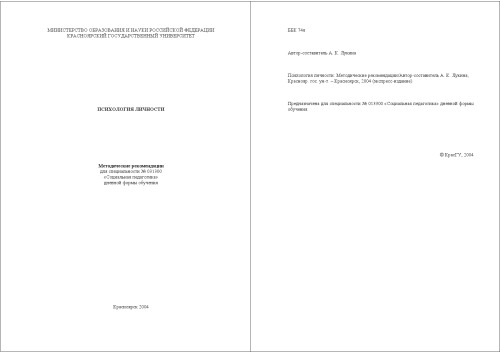 МИНИСТЕРСТВО ОБРАЗОВАНИЯ И НАУКИ РОССИЙСКОЙ ФЕДЕРАЦИИ
КРАСНОЯРСКИЙ ГОСУДАРСТВЕННЫЙ УНИВЕРСИТЕТ
ПСИХОЛОГИЯ ЛИЧНОСТИ
Методические рекомендации
для специальности № 031300
«Социальная педагогика»
дневной формы обучения
Красноярск 2004
ББК 74я
Автор-составитель А. К. Лукина
Психология личности: Методические рекомендации/Автор-составитель А. К. Лукина;
Краснояр. гос. ун-т. – Красноярск, 2004 (экспресс-издание).
Предназначена для специальности № 031300 «Социальная педагогика» дневной формы
обучения
© КрасГУ, 2004